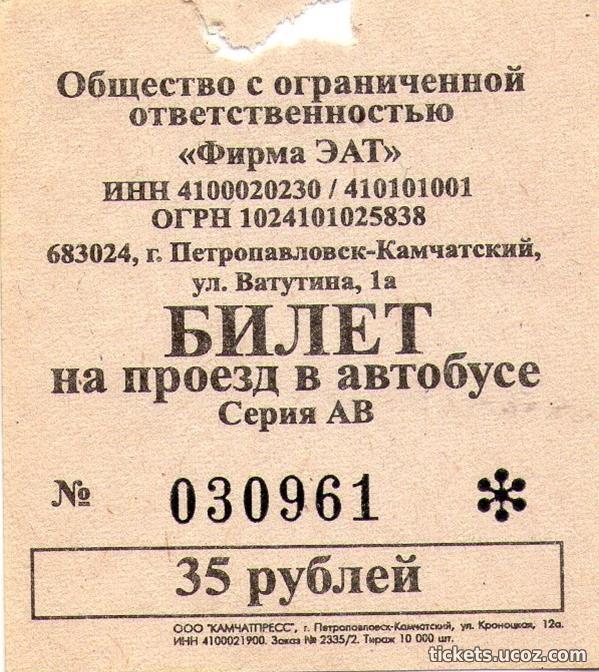 Общество с ограниченной
ответственностью
«Фирма ЭАТ»
ИНН 4100020230 / 410101001
ОГРН 1024101025838
683024, г. Петропавловск-Камчатский,
ул. Ватутина, 1а
БИЛЕТ
на проезд в автобусе
Серия АВ
№ 030961
35 рублей
ООО "КАМЧАТПРЕСС", г. Петропавловск-Камчатский, ул. Кроноцкая, 12а.
ИНН 4100021900. Заказ № 2335/2. Тираж 10 000 шт.
tickets.ucoz.com